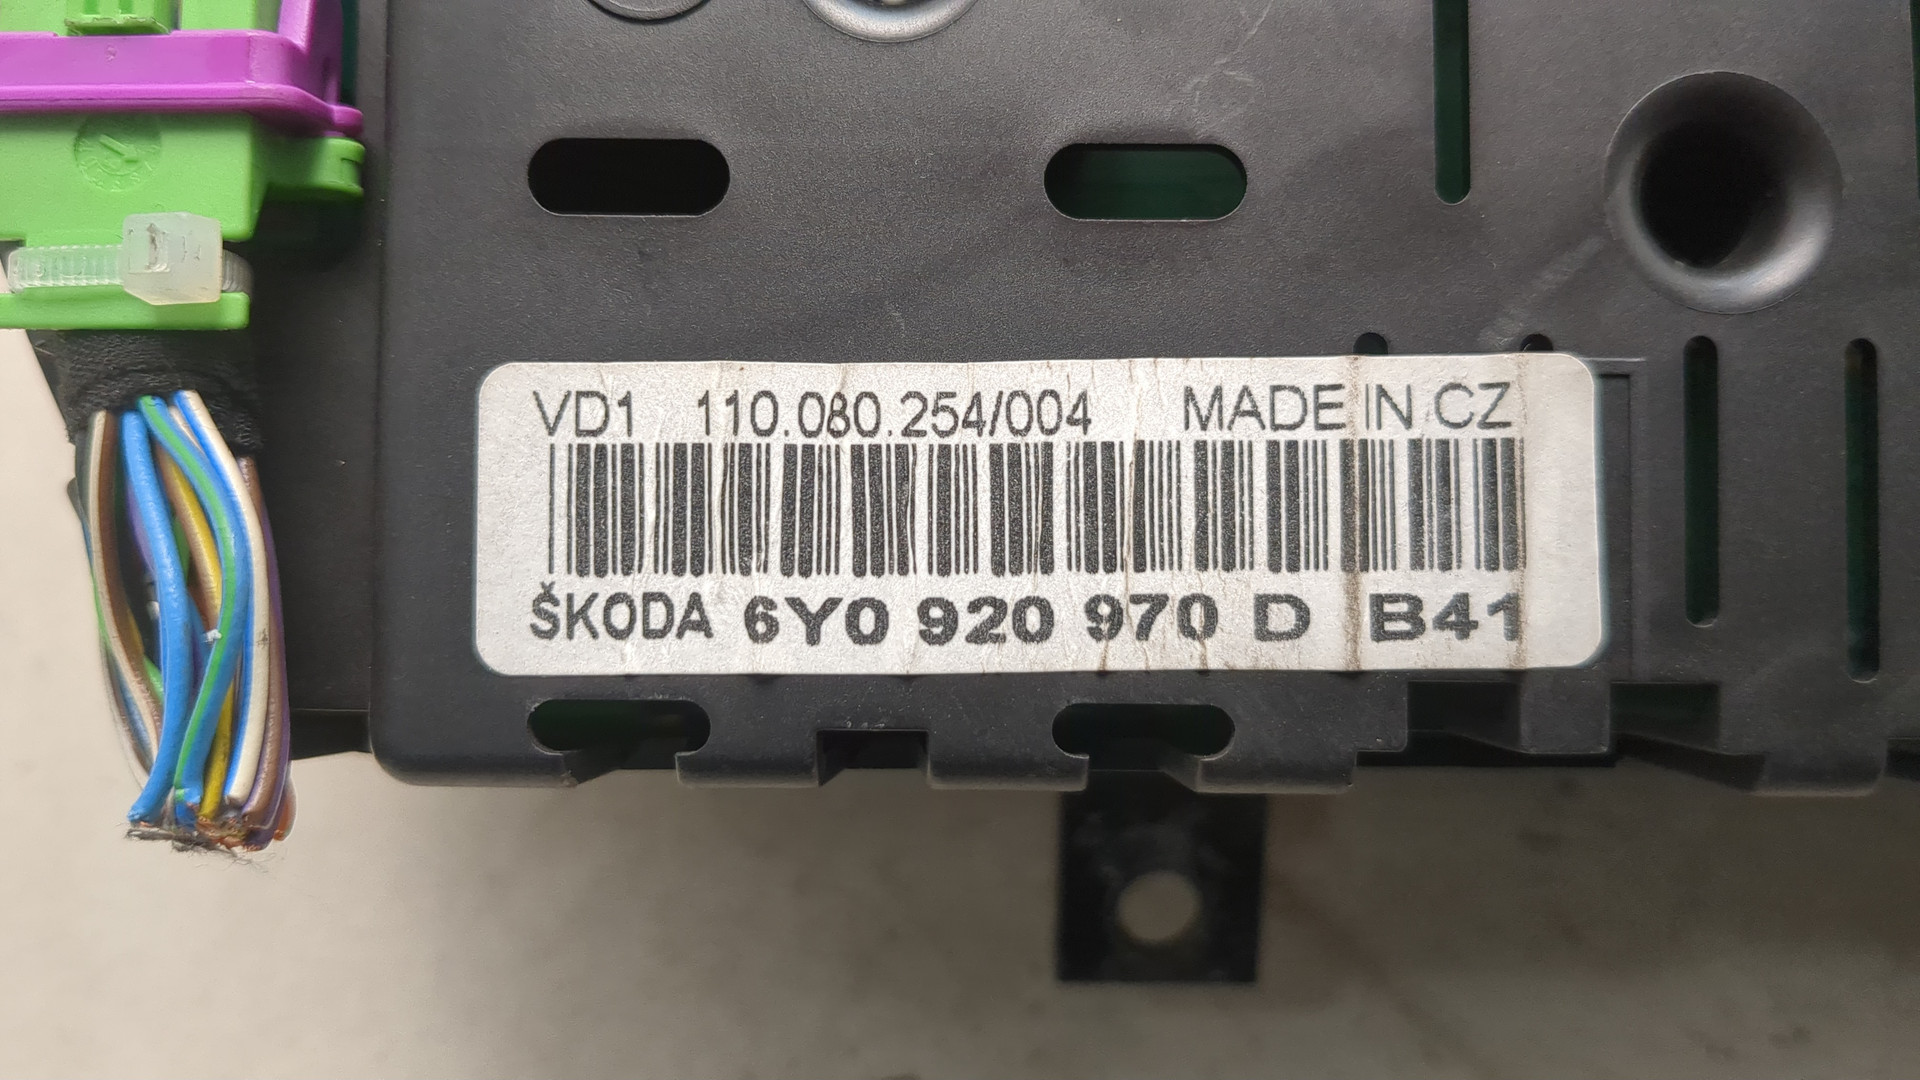 VD1 110.080.254/004 MADE IN CZ
ŠKODA 6Y0 920 970 D B41